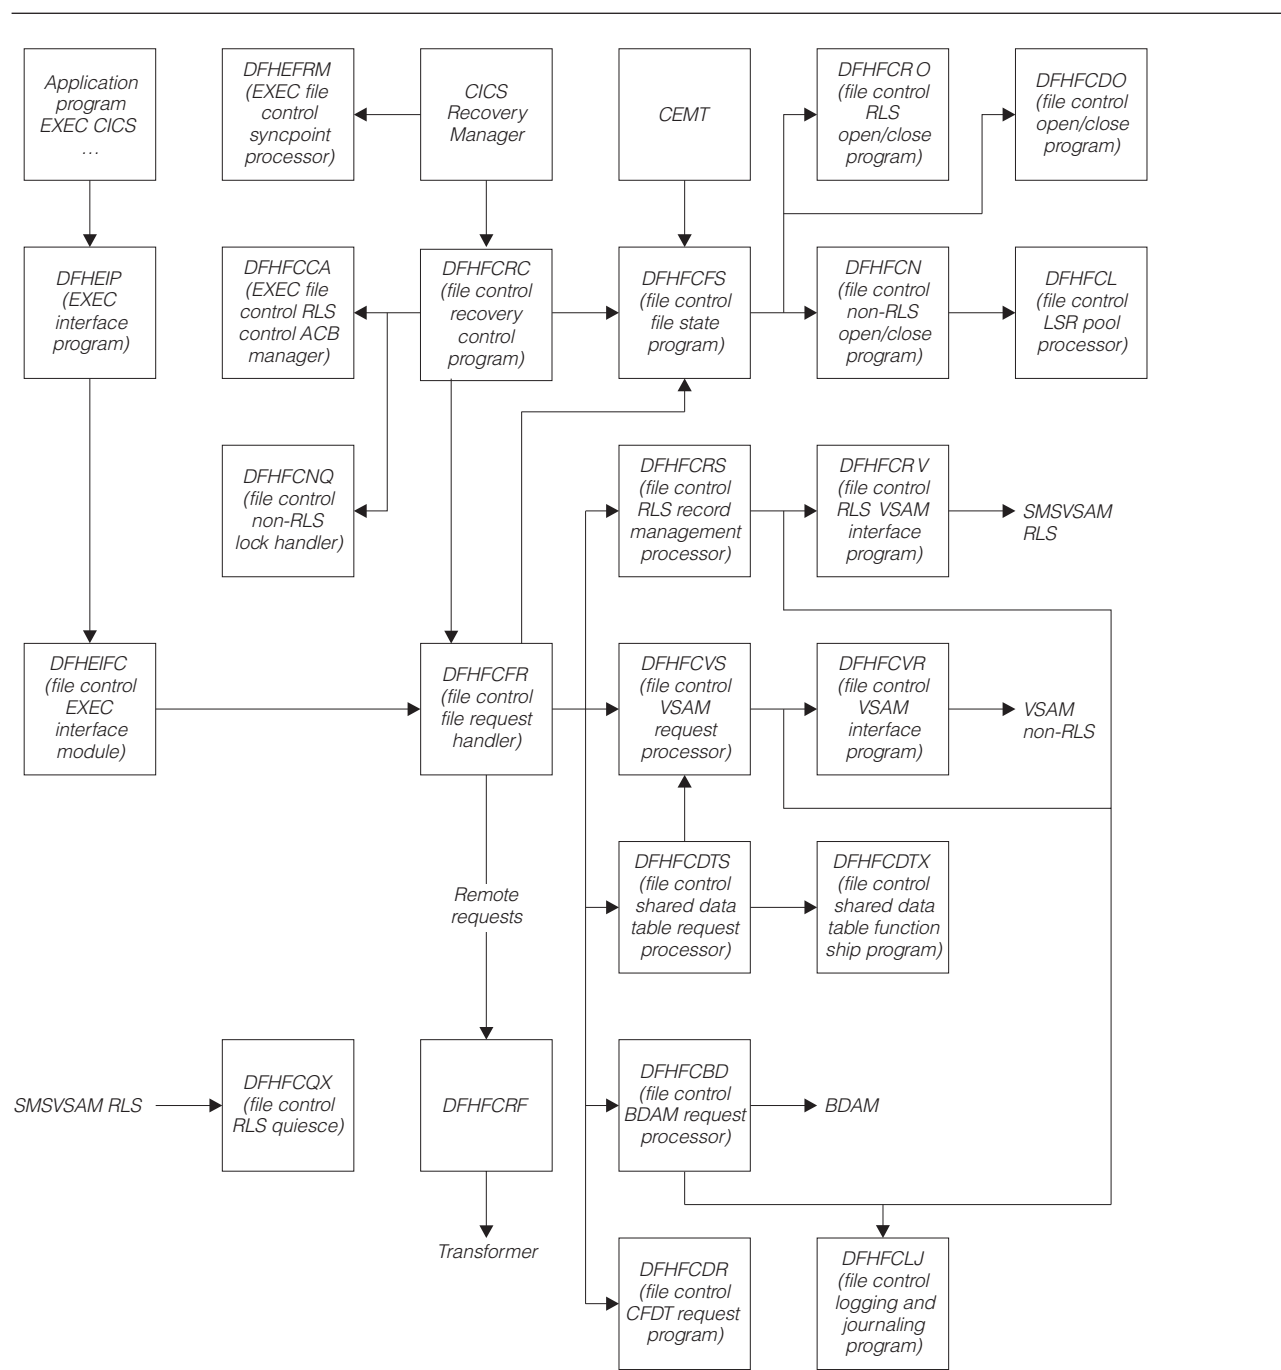 Application
program
EXEC CICS
...
DFHEFRM
(EXEC file
control
syncpoint
processor)
CICS
Recovery
Manager
CEMT
DFHFCR O
(file control
RLS
open/close
program)
DFHFCDO
(file control
open/close
program)
DFHEIP
(EXEC
interface
program)
DFHFCCA
(EXEC file
control RLS
control ACB
manager)
DFHFCRC
(file control
recovery
control
program)
DFHFCFS
(file control
file state
program)
DFHFCN
(file control
non-RLS
open/close
program)
DFHFCL
(file control
LSR pool
processor)
DFHFCNQ
(file control
non-RLS
lock handler)
DFHFCRS
(file control
RLS record
management
processor)
DFHFCR V
(file control
RLS VSAM
interface
program)
SMSVSAM
RLS
DFHEIFC
(file control
EXEC
interface
module)
DFHFCFR
(file control
file request
handler)
DFHFCVS
(file control
VSAM
request
processor)
DFHFCVR
(file control
VSAM
interface
program)
VSAM
non-RLS
Remote
requests
DFHFCDTS
(file control
shared data
table request
processor)
DFHFCDTX
(file control
shared data
table function
ship program)
SMSVSAM RLS
DFHFCQX
(file control
RLS quiesce)
DFHFCRF
DFHFCBD
(file control
BDAM request
processor)
BDAM
Transformer
DFHFCDR
(file control
CFDT request
program)
DFHFCLJ
(file control
logging and
journaling
program)